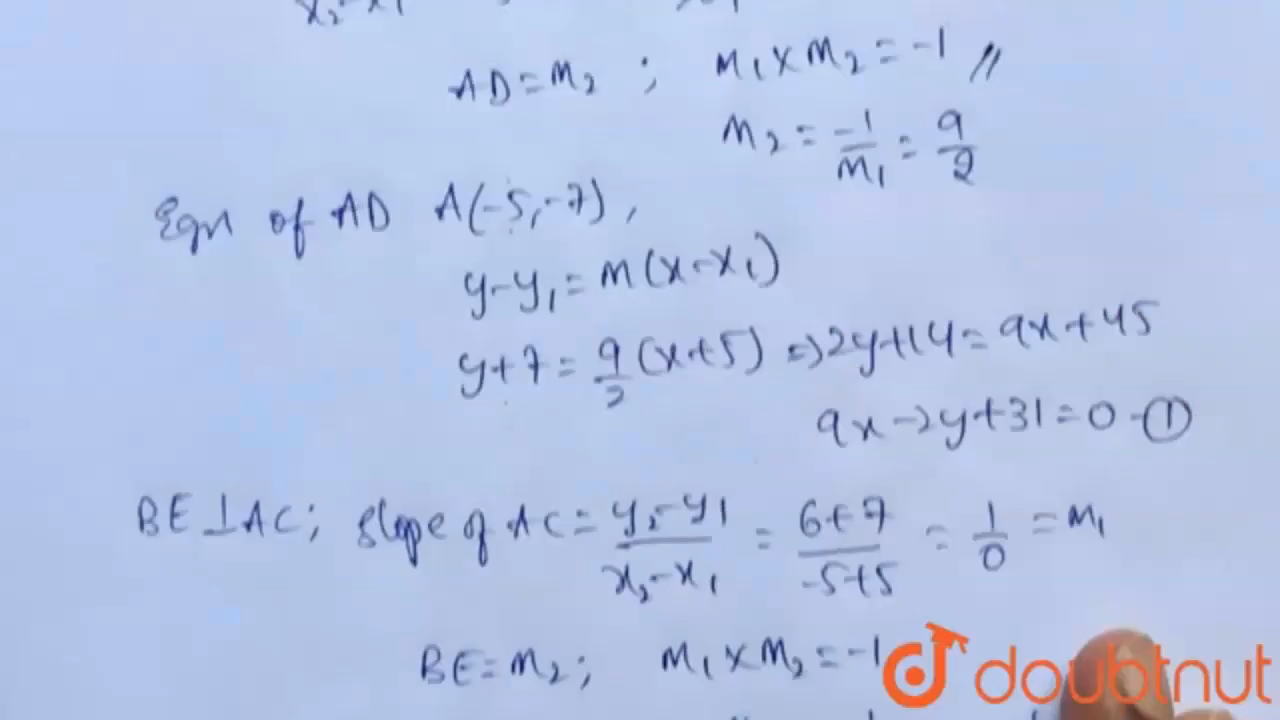 x₂-x₁
AD=M₂ ; M₁×M₂=-1 //
M₂=-1/M₁=9/2
Eqn of AD A(-5,-7),
y-y₁=M(x-x₁)
y+7=9/2(x+5) ⇒2y+14=9x+45
9x-2y+31=0-①
BE⊥AC; Slope of AC=y₂-y₁/x₂-x₁=6+7/-5+5=1/0=M₁
BE=M₂; M₁×M₂=-1
doubtnut